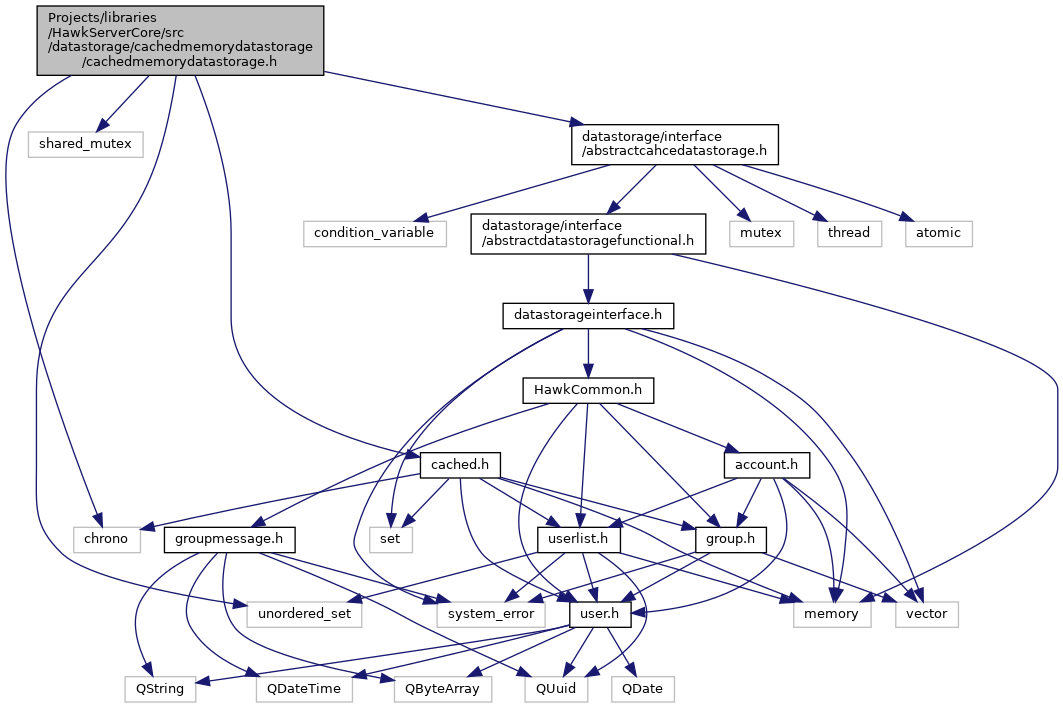 Projects/libraries
/HawkServerCore/src
/datastorage/cachedmemorydatastorage
/cachedmemorydatastorage.h
shared_mutex
datastorage/interface
/abstractcahcedatastorage.h
condition_variable
datastorage/interface
/abstractdatastoragefunctional.h
mutex
thread
atomic
datastorageinterface.h
HawkCommon.h
cached.h
account.h
chrono
groupmessage.h
set
userlist.h
group.h
unordered_set
system_error
user.h
memory
vector
QString
QDateTime
QByteArray
QUuid
QDate